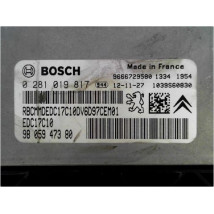 Made in France
BOSCH
9666729580 1334 1954
0 281 019 817 12-11-27 1039S60830
RBCMMDEDC17C10DV6D97CEM01
EDC17C10
98 059 473 80